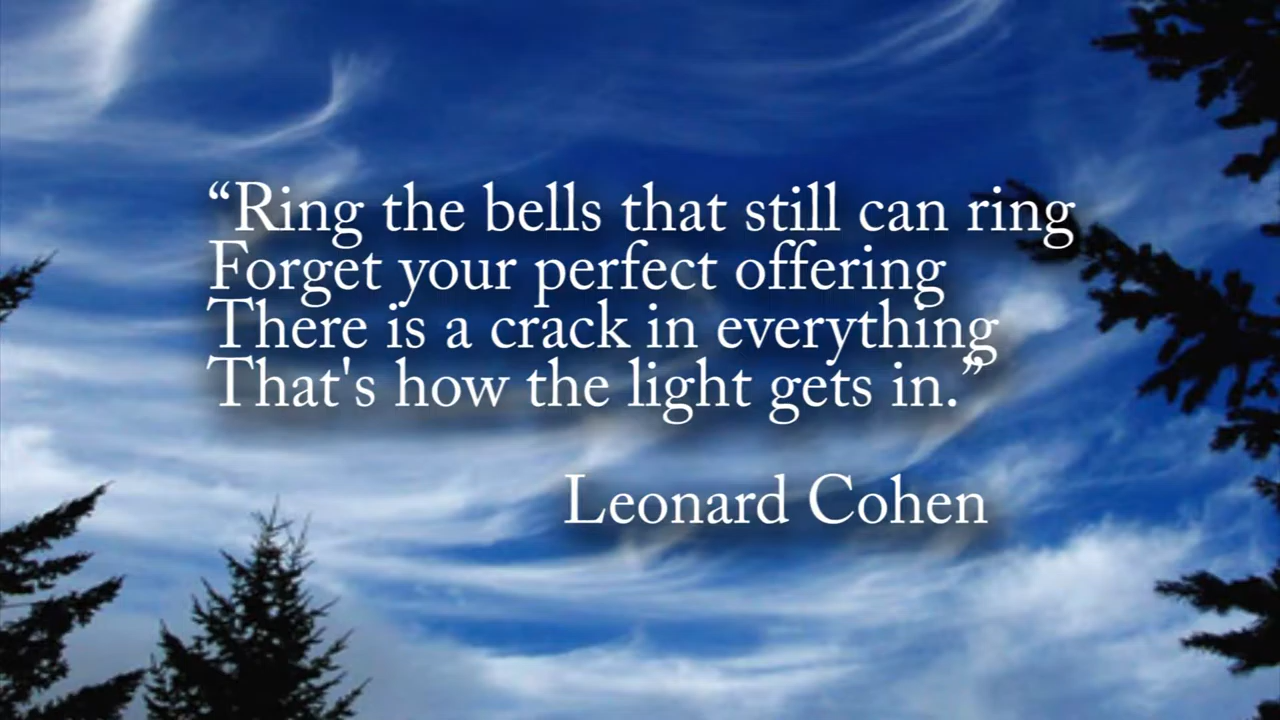 “Ring the bells that still can ring
Forget your perfect offering
There is a crack in everything
That's how the light gets in.”
Leonard Cohen